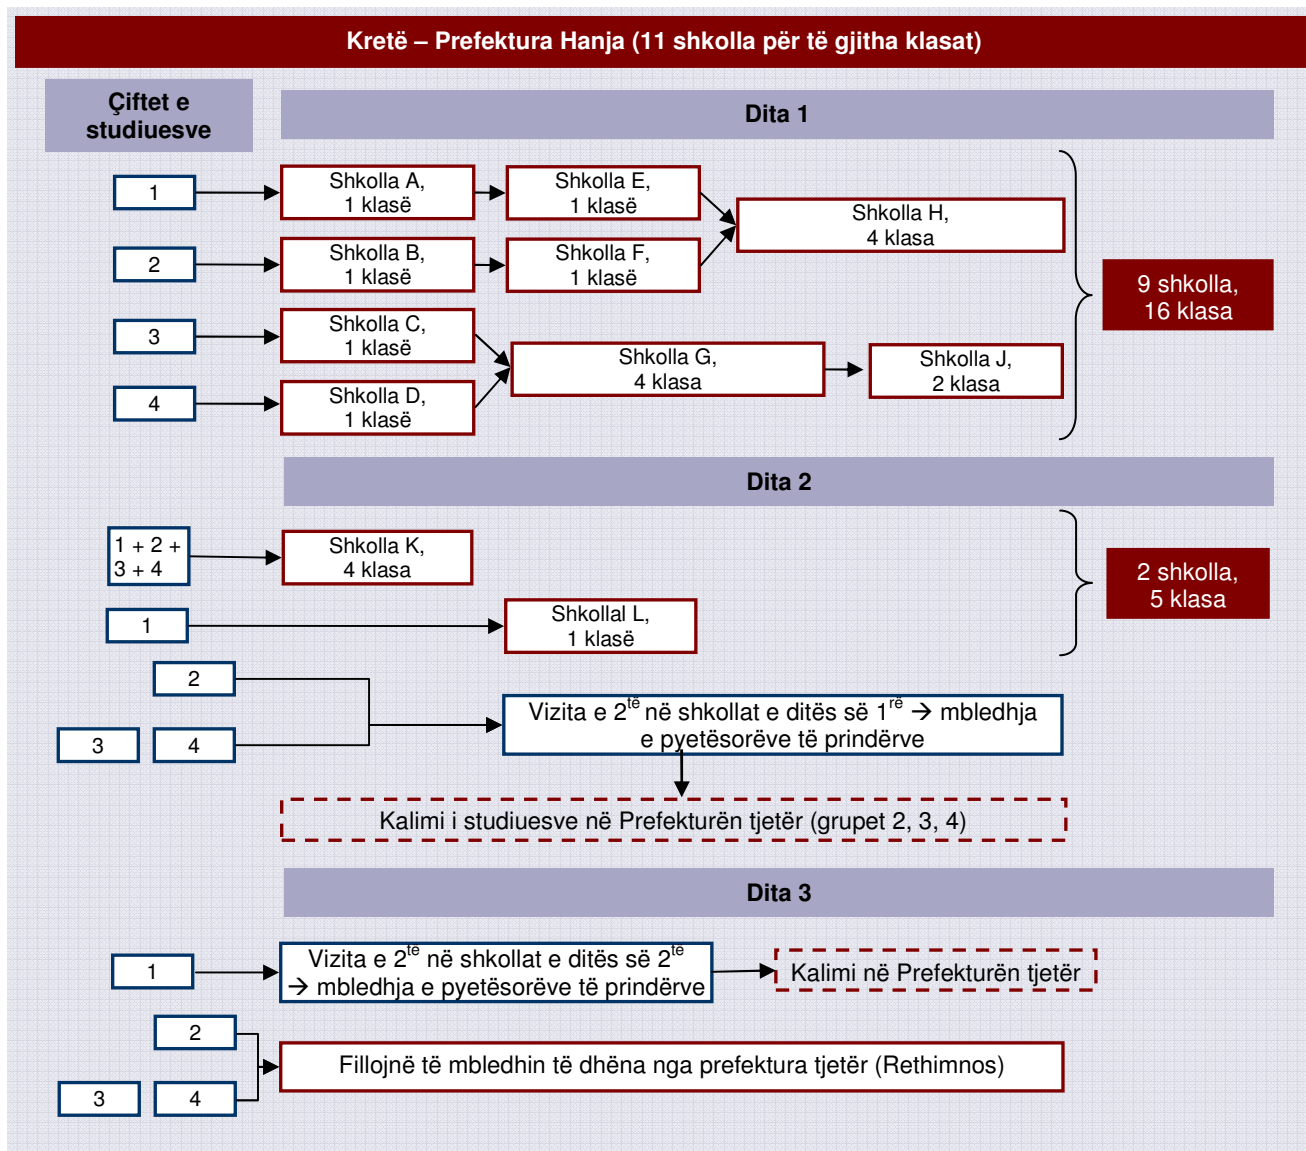 Kretë – Prefektura Hanja (11 shkolla për të gjitha klasat)
Çiftet e
studiuesve
Dita 1
1
Shkolla A,
1 klasë
Shkolla E,
1 klasë
Shkolla H,
4 klasa
2
Shkolla B,
1 klasë
Shkolla F,
1 klasë
9 shkolla,
16 klasa
3
Shkolla C,
1 klasë
Shkolla G,
4 klasa
Shkolla J,
2 klasa
4
Shkolla D,
1 klasë
Dita 2
1 + 2 +
3 + 4
Shkolla K,
4 klasa
2 shkolla,
5 klasa
1
Shkollal L,
1 klasë
2
3
4
Vizita e 2të në shkollat e ditës së 1rë → mbledhja
e pyetësorëve të prindërve
Kalimi i studiuesve në Prefekturën tjetër (grupet 2, 3, 4)
Dita 3
1
Vizita e 2të në shkollat e ditës së 2të
→ mbledhja e pyetësorëve të prindërve
Kalimi në Prefekturën tjetër
2
3
4
Fillojnë të mbledhin të dhëna nga prefektura tjetër (Rethimnos)